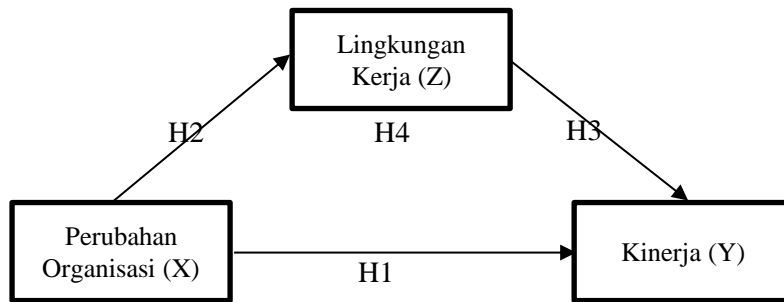 Lingkungan
Kerja (Z)
H2
H4
H3
Perubahan
Organisasi (X)
H1
Kinerja (Y)